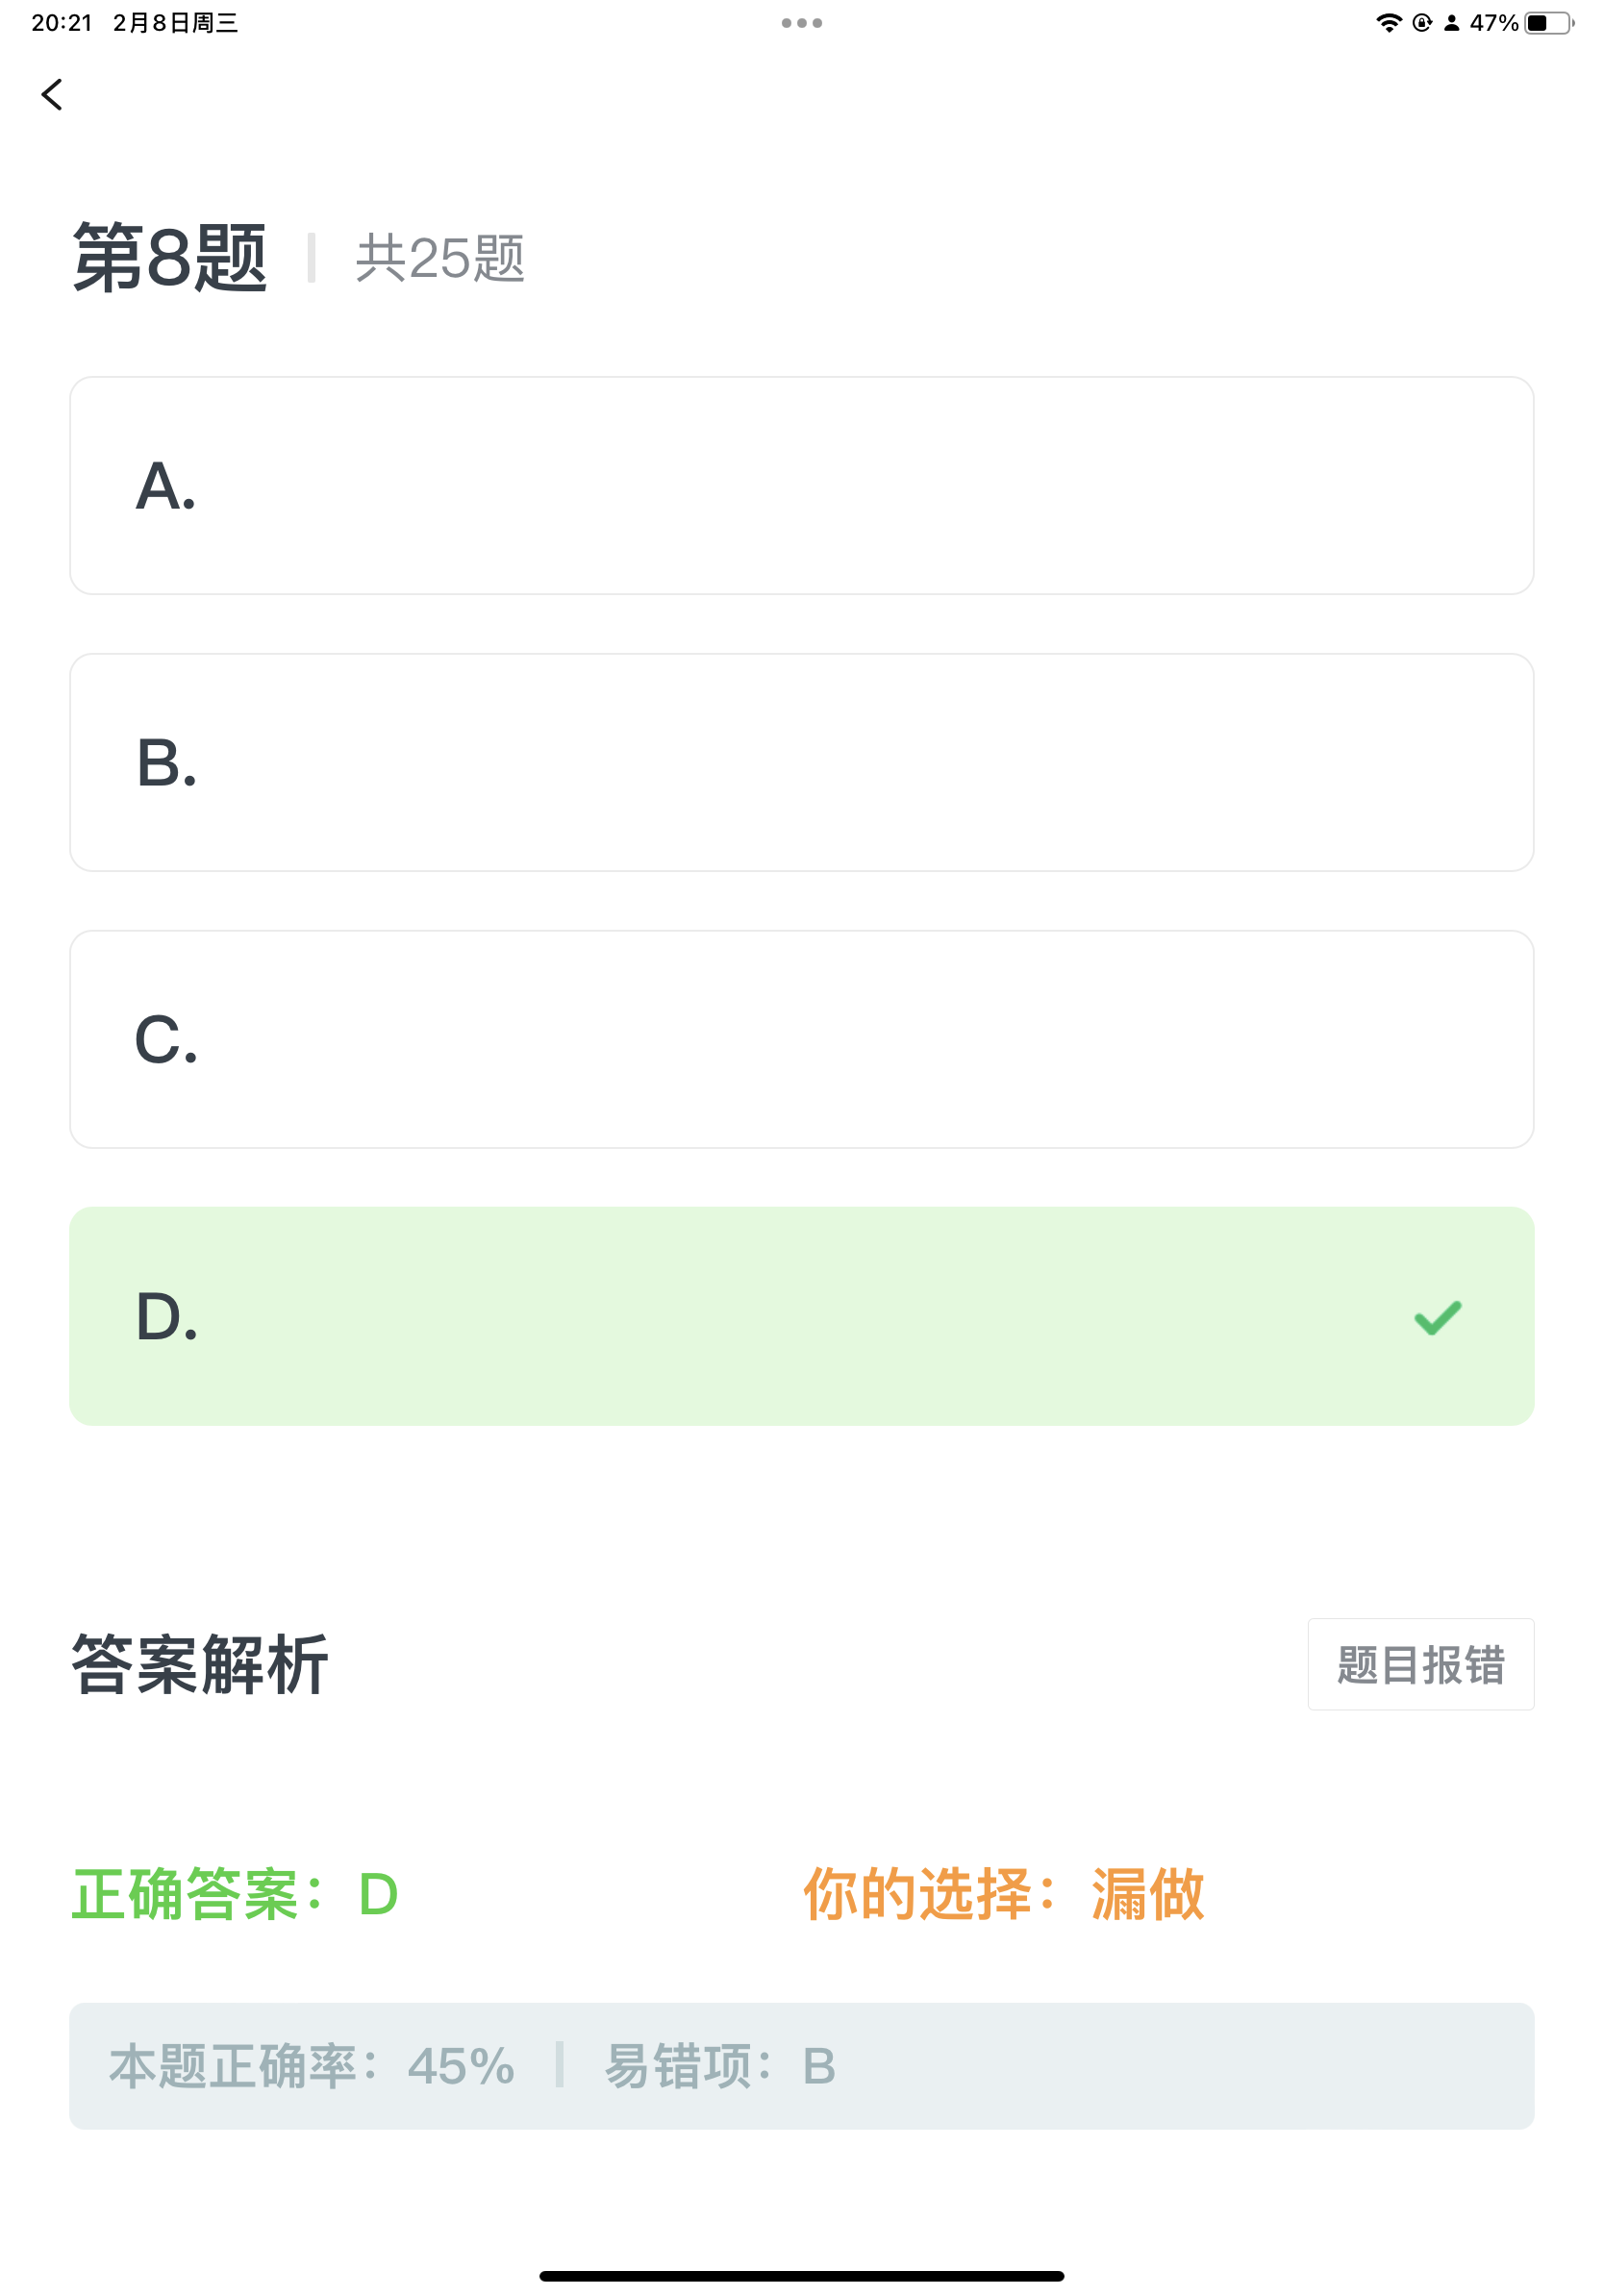 20:21 2月8日周三 47%
第8题 共25题
A.
B.
C.
D.
答案解析 题目报错
正确答案：D 你的选择：漏做
本题正确率：45% 易错项：B